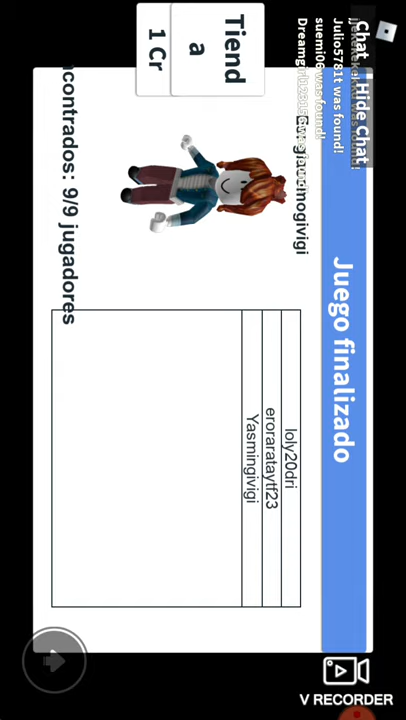 Chat
Hide Chat
Julio5781t was found!
suemi06 was found!
Juego finalizado
loly20dri
erorarataytf23
Yasmingivigi
contrados: 9/9 jugadores
Tiend
a
1 Cr
V RECORDER